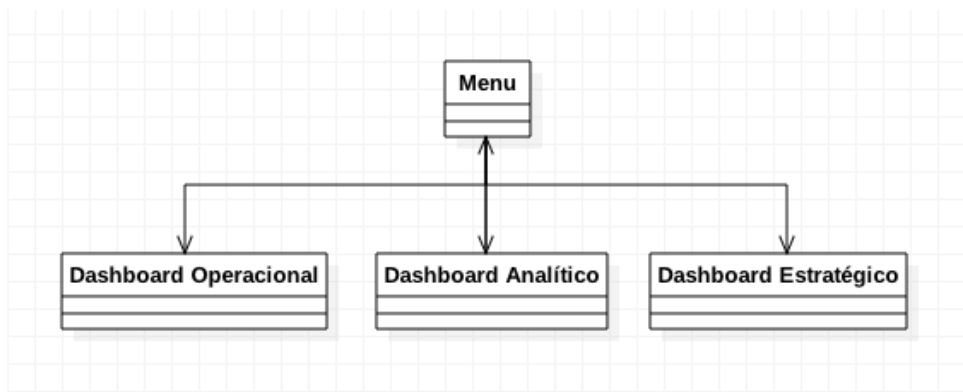 Menu
Dashboard Operacional
Dashboard Analítico
Dashboard Estratégico